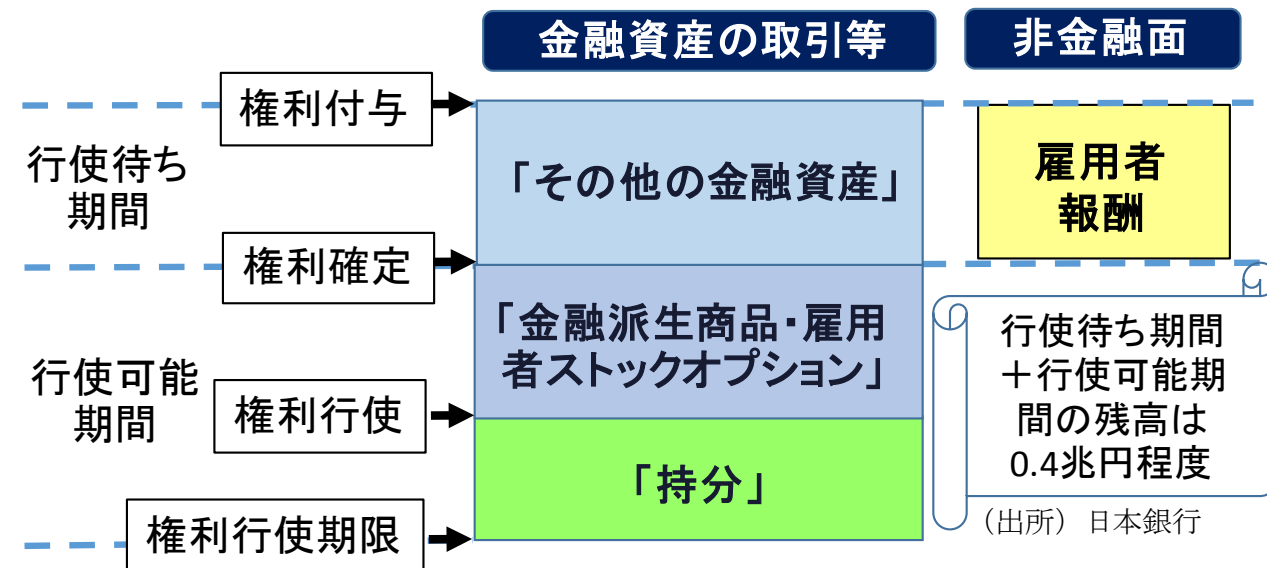 金融資産の取引等
非金融面
権利付与
行使待ち
期間
「その他の金融資産」
雇用者
報酬
権利確定
「金融派生商品・雇用
者ストックオプション」
行使可能
期間
権利行使
行使待ち期間
＋行使可能期
間の残高は
0.4兆円程度
「持分」
権利行使期限
（出所）日本銀行